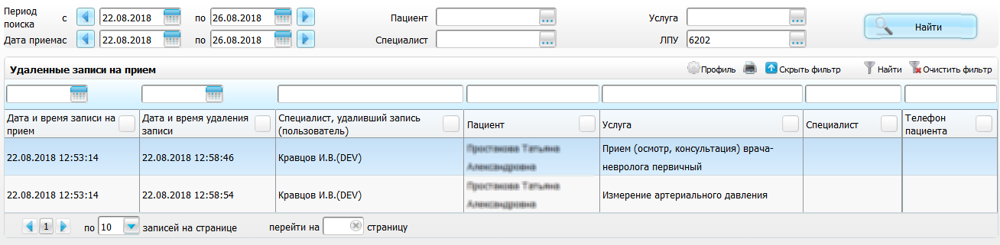 Период поиска с 22.08.2018 по 26.08.2018 Пациент ... Услуга ... Найти
Дата приемас 22.08.2018 по 26.08.2018 Специалист ... ЛПУ 6202 ...
Удаленные записи на прием Профиль Скрыть фильтр Найти Очистить фильтр
Дата и время записи на прием
Дата и время удаления записи
Специалист, удаливший запись (пользователь)
Пациент
Услуга
Специалист
Телефон пациента
22.08.2018 12:53:14 22.08.2018 12:58:46 Кравцов И.В.(DEV) Прием (осмотр, консультация) врача-
невролога первичный
22.08.2018 12:53:14 22.08.2018 12:58:54 Кравцов И.В.(DEV) Измерение артериального давления
1 по 10 записей на странице перейти на страницу